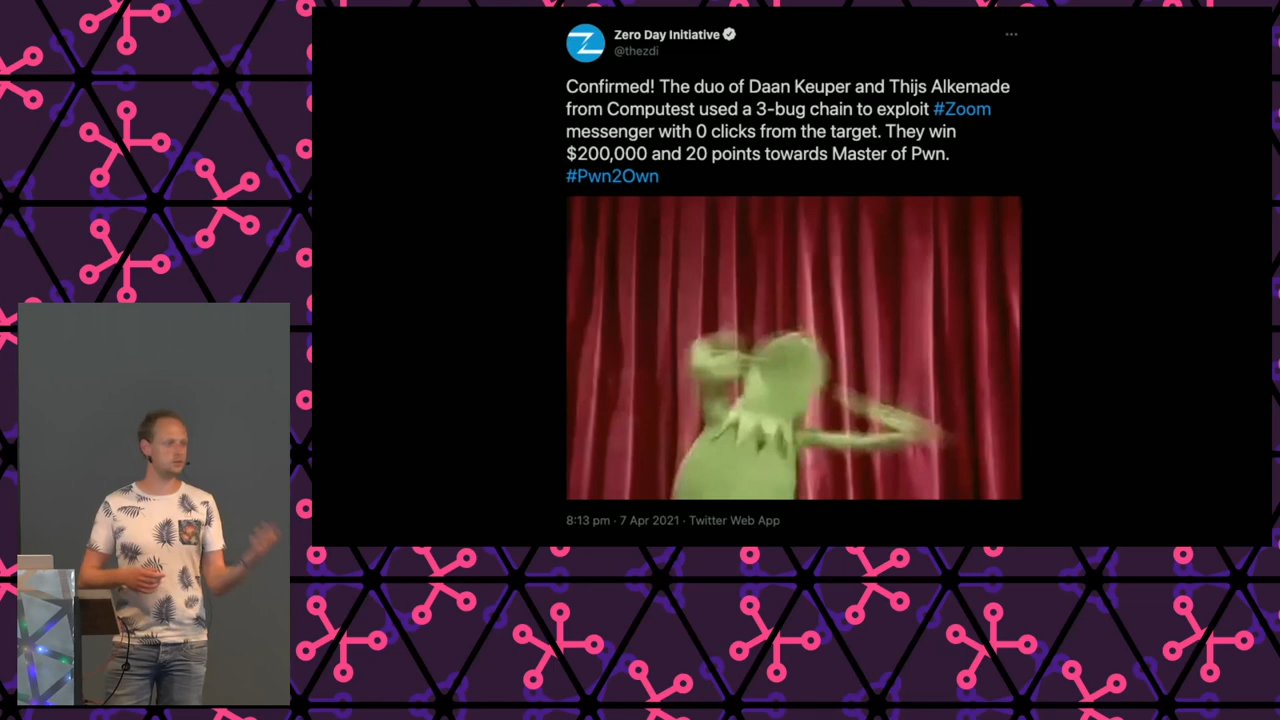 Zero Day Initiative
@thezdi
Confirmed! The duo of Daan Keuper and Thijs Alkemade
from Computest used a 3-bug chain to exploit #Zoom
messenger with 0 clicks from the target. They win
$200,000 and 20 points towards Master of Pwn.
#Pwn2Own
8:13 pm · 7 Apr 2021 · Twitter Web App